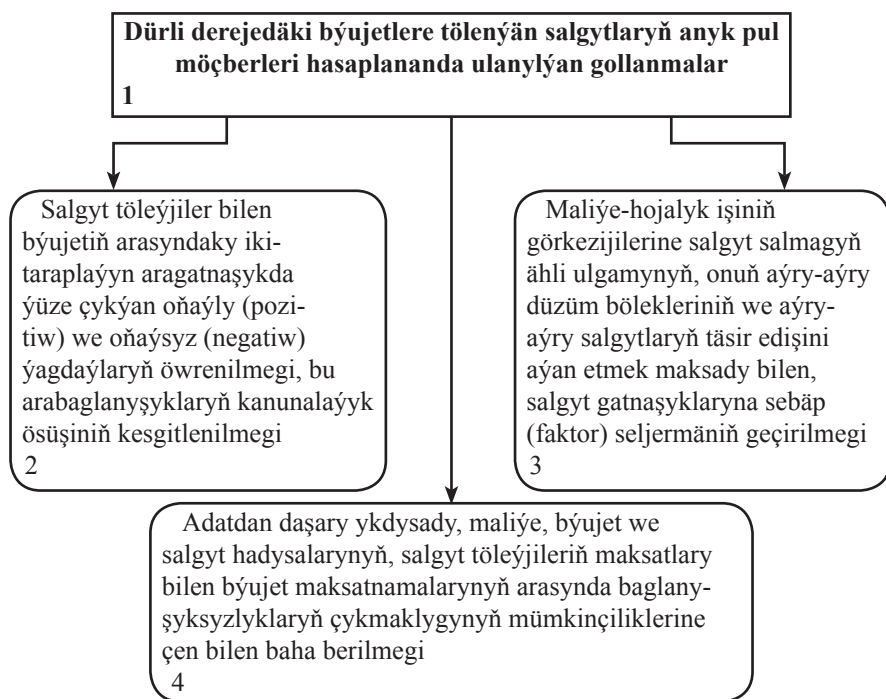 Dürli derejedäki býujetlere tölenýän salgytlaryň anyk pul
möçberleri hasaplananda ulanylýan gollanmalar
1
Salgyt töleýjiler bilen
býujetiň arasyndaky iki-
taraplaýyn aragatnaşykda
ýüze çykýan oňaýly (pozi-
tiw) we oňaýsyz (negatiw)
ýagdaýlaryň öwrenilmegi, bu
arabaglanyşyklaryň kanunalaýyk
ösüşiniň kesgitlenilmegi
2
Maliýe-hojalyk işiniň
görkezijilerine salgyt salmagyň
ähli ulgamynyň, onuň aýry-aýry
düzüm bölekleriniň we aýry-
aýry salgytlaryň täsir edişini
aýan etmek maksady bilen,
salgyt gatnaşyklaryna sebäp
(faktor) seljermäniň geçirilmegi
3
Adatdan daşary ykdysady, maliýe, býujet we
salgyt hadysalarynyň, salgyt töleýjileriň maksatlary
bilen býujet maksatnamalarynyň arasynda baglany-
şyksyzlyklaryň çykmaklygynyň mümkinçiliklerine
çen bilen baha berilmegi
4